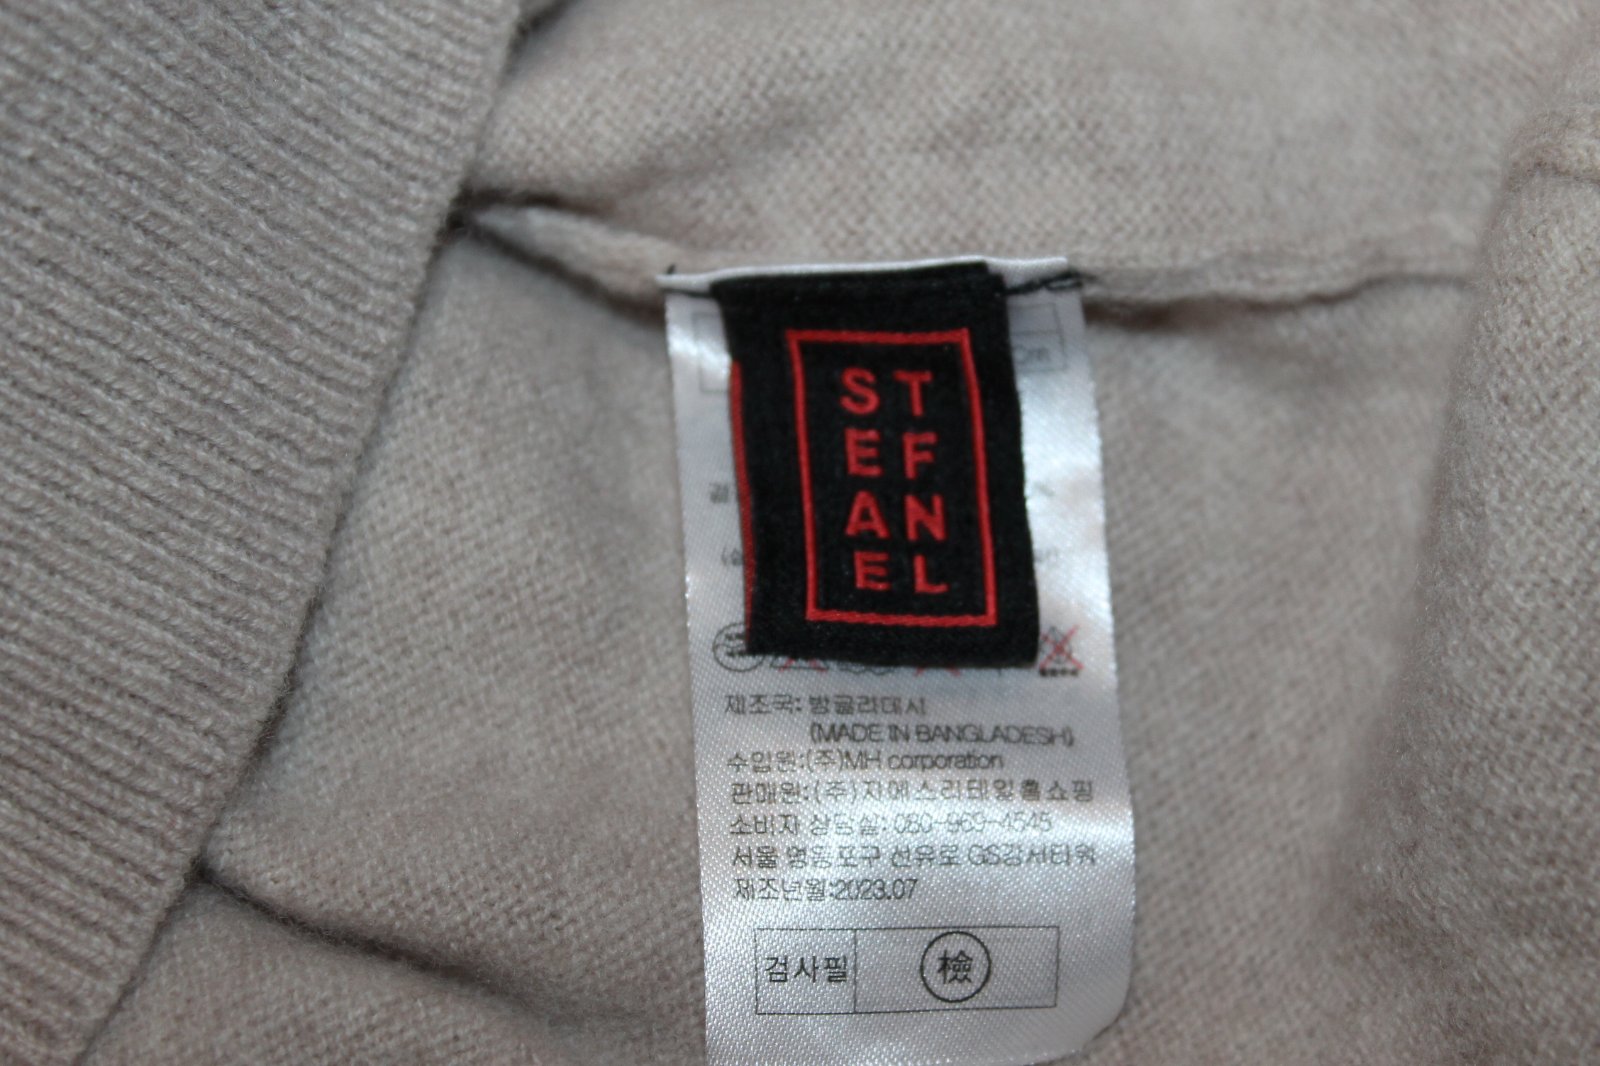 S T
E F
A N
E L
제조국: 방글라데시
(MADE IN BANGLADESH)
수입원:(주)MH corporation
판매원:(주)지에스리테일홈쇼핑
소비자 상담실: 080-969-4545
서울 영등포구 선유로 GS강서타워
제조년월:2023.07
검사필 檢